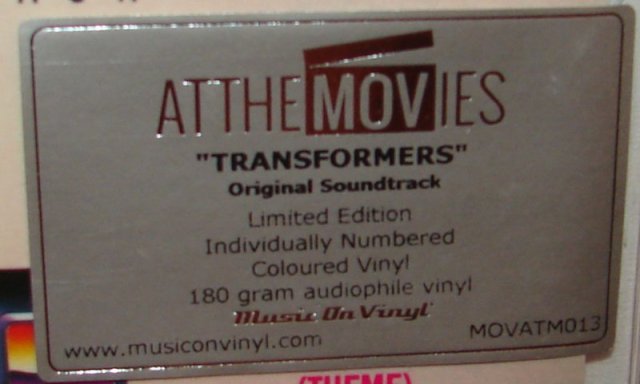 ATTHEMOVIES
"TRANSFORMERS"
Original Soundtrack
Limited Edition
Individually Numbered
Coloured Vinyl
180 gram audiophile vinyl
Music On Vinyl
www.musiconvinyl.com
MOVATM013
(THEME)